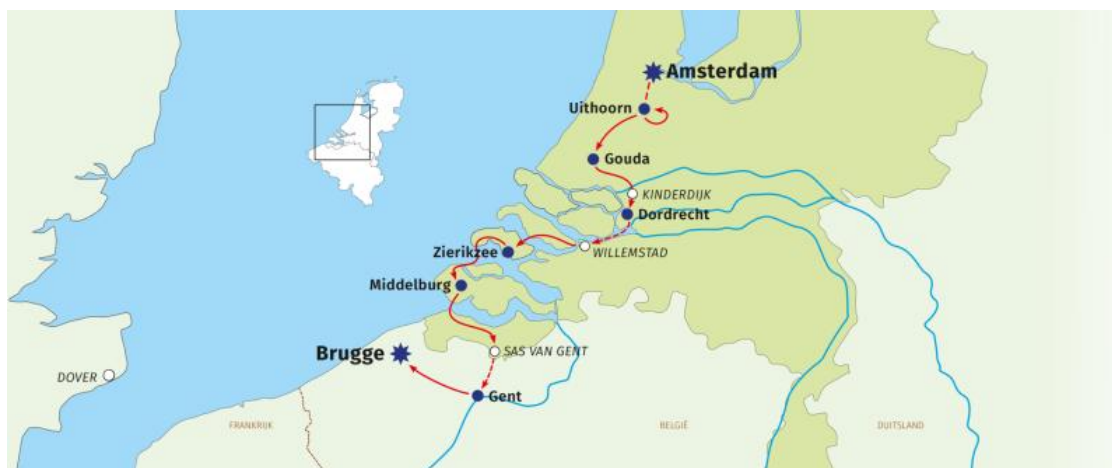 Amsterdam
Uithoorn
Gouda
KINDERDIJK
Dordrecht
WILLEMSTAD
Zierikzee
Middelburg
SAS VAN GENT
Brugge
DOVER
Gent
FRANKRIJK
BELGIË
DUITSLAND